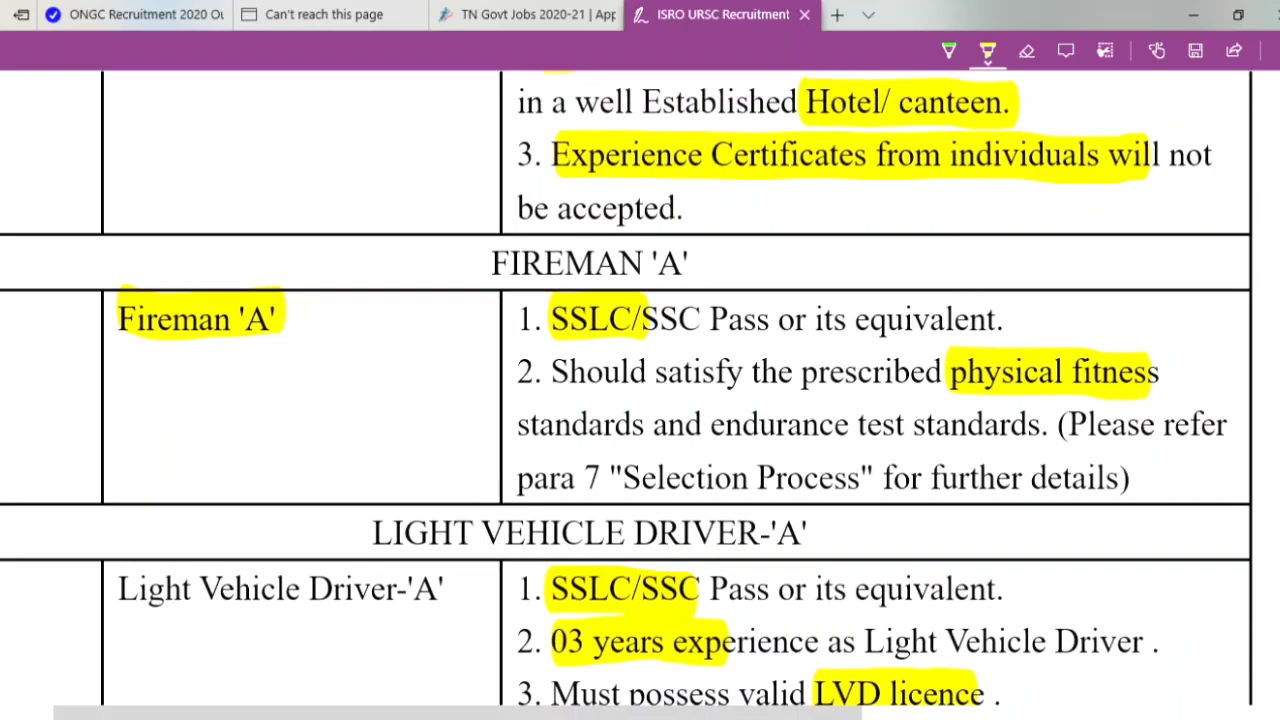 ONGC Recruitment 2020 Ou
Can't reach this page
TN Govt Jobs 2020-21 | App
ISRO URSC Recruitment
in a well Established Hotel/ canteen.
3. Experience Certificates from individuals will not
be accepted.
FIREMAN 'A'
Fireman 'A'
1. SSLC/SSC Pass or its equivalent.
2. Should satisfy the prescribed physical fitness
standards and endurance test standards. (Please refer
para 7 "Selection Process" for further details)
LIGHT VEHICLE DRIVER-'A'
Light Vehicle Driver-'A'
1. SSLC/SSC Pass or its equivalent.
2. 03 years experience as Light Vehicle Driver .
3. Must possess valid LVD licence .